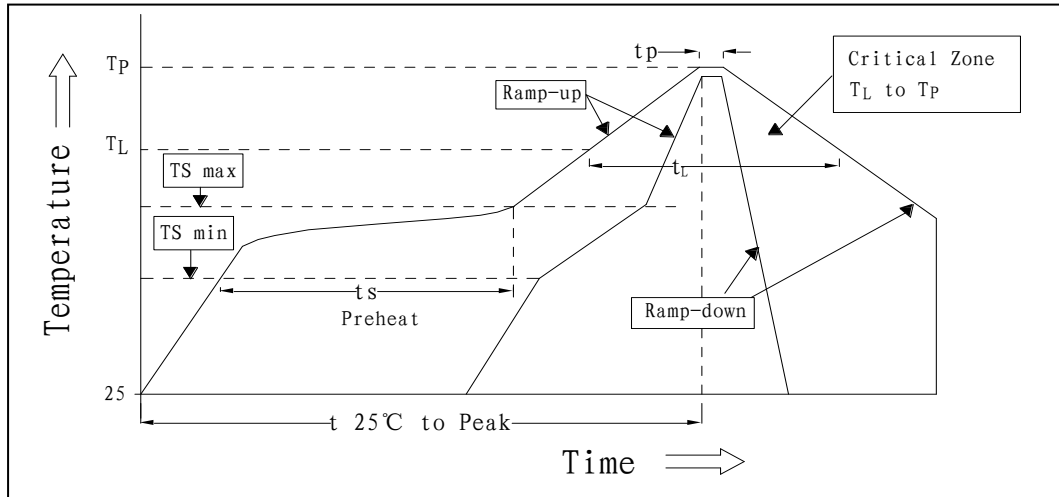 tp
TP
Critical Zone
TL to TP
Ramp-up
TL
tL
TS max
TS min
ts
Preheat
Ramp-down
25
t 25℃ to Peak
Time
Temperature